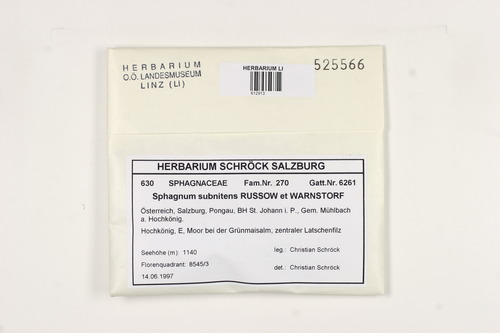 HERBARIUM
O.Ö. LANDESMUSEUM
LINZ (LI)
HERBARIUM LI
525566
HERBARIUM SCHRÖCK SALZBURG
630 SPHAGNACEAE Fam.Nr. 270 Gatt.Nr. 6261
Sphagnum subnitens RUSSOW et WARNSTORF
Österreich, Salzburg, Pongau, BH St. Johann i. P., Gem. Mühlbach
a. Hochkönig.
Hochkönig, E, Moor bei der Grünmaisalm, zentraler Latschenfilz
Seehöhe (m): 1140 leg.: Christian Schröck
Florenquadrant: 8545/3 det.: Christian Schröck
14.06.1997